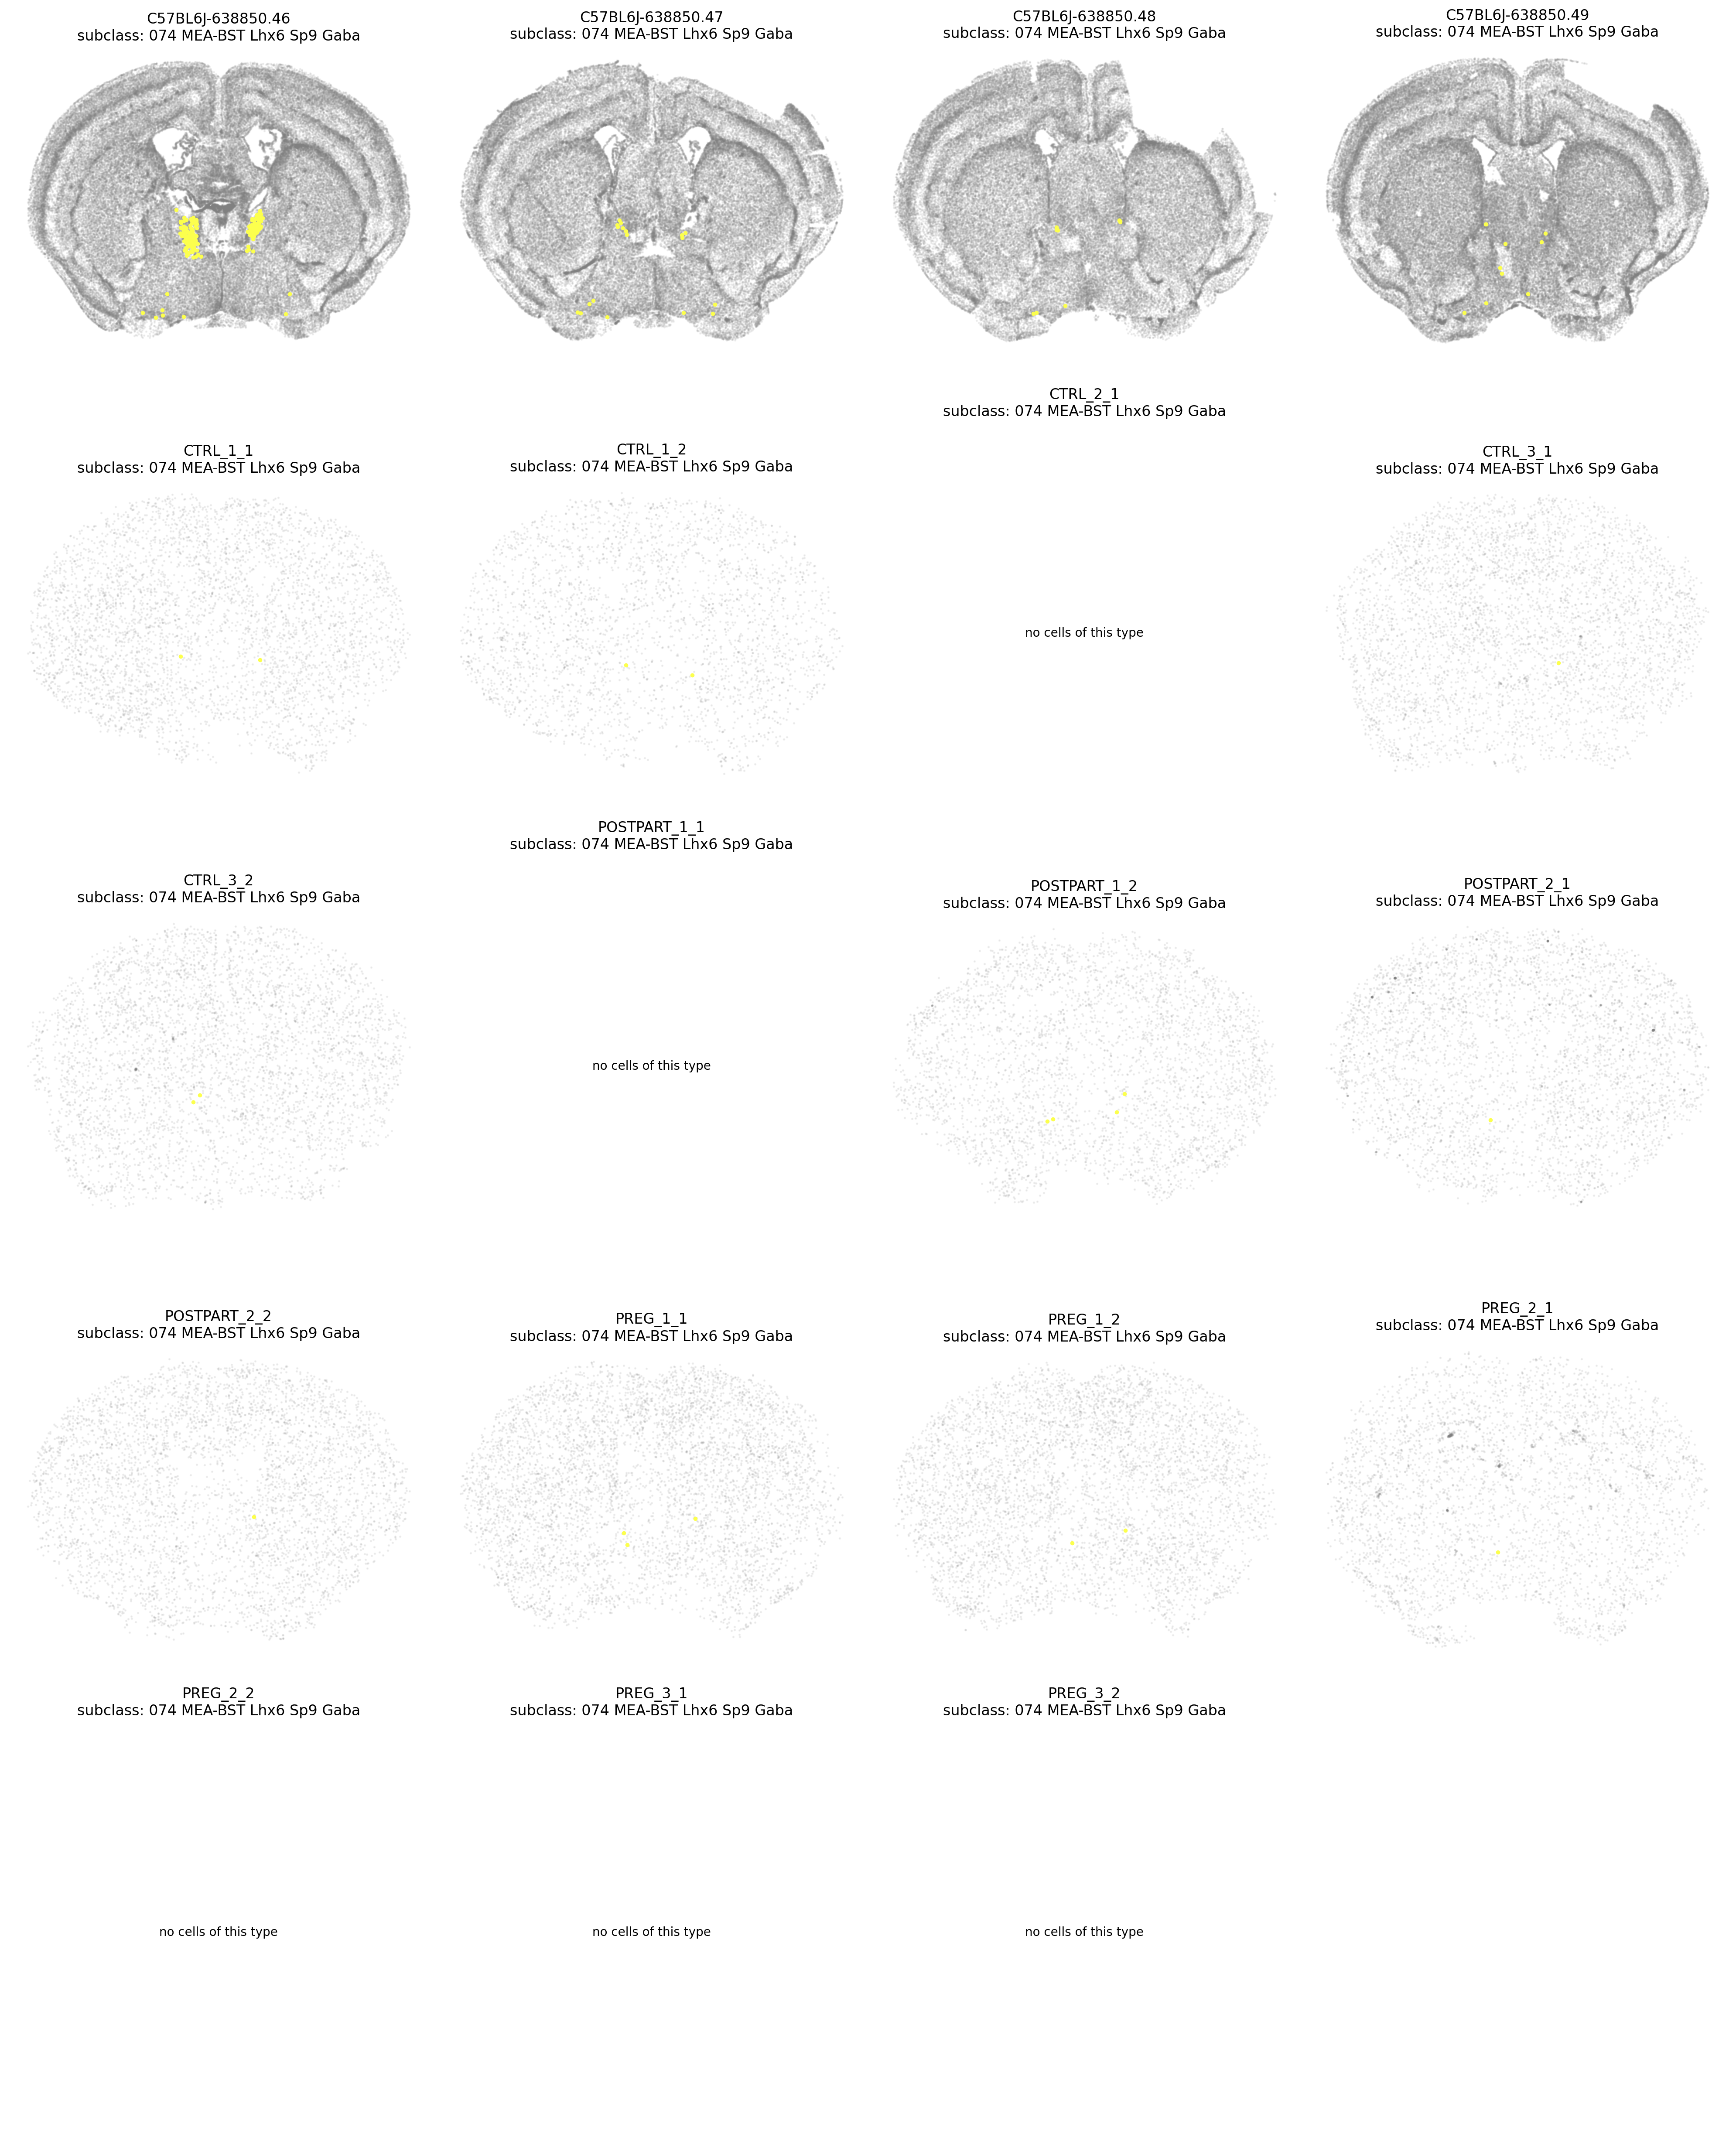 C57BL6J-638850.46
subclass: 074 MEA-BST Lhx6 Sp9 Gaba
C57BL6J-638850.47
subclass: 074 MEA-BST Lhx6 Sp9 Gaba
C57BL6J-638850.48
subclass: 074 MEA-BST Lhx6 Sp9 Gaba
C57BL6J-638850.49
subclass: 074 MEA-BST Lhx6 Sp9 Gaba
CTRL_1_1
subclass: 074 MEA-BST Lhx6 Sp9 Gaba
CTRL_1_2
subclass: 074 MEA-BST Lhx6 Sp9 Gaba
CTRL_2_1
subclass: 074 MEA-BST Lhx6 Sp9 Gaba
no cells of this type
CTRL_3_1
subclass: 074 MEA-BST Lhx6 Sp9 Gaba
CTRL_3_2
subclass: 074 MEA-BST Lhx6 Sp9 Gaba
POSTPART_1_1
subclass: 074 MEA-BST Lhx6 Sp9 Gaba
no cells of this type
POSTPART_1_2
subclass: 074 MEA-BST Lhx6 Sp9 Gaba
POSTPART_2_1
subclass: 074 MEA-BST Lhx6 Sp9 Gaba
POSTPART_2_2
subclass: 074 MEA-BST Lhx6 Sp9 Gaba
PREG_1_1
subclass: 074 MEA-BST Lhx6 Sp9 Gaba
PREG_1_2
subclass: 074 MEA-BST Lhx6 Sp9 Gaba
PREG_2_1
subclass: 074 MEA-BST Lhx6 Sp9 Gaba
PREG_2_2
subclass: 074 MEA-BST Lhx6 Sp9 Gaba
no cells of this type
PREG_3_1
subclass: 074 MEA-BST Lhx6 Sp9 Gaba
no cells of this type
PREG_3_2
subclass: 074 MEA-BST Lhx6 Sp9 Gaba
no cells of this type